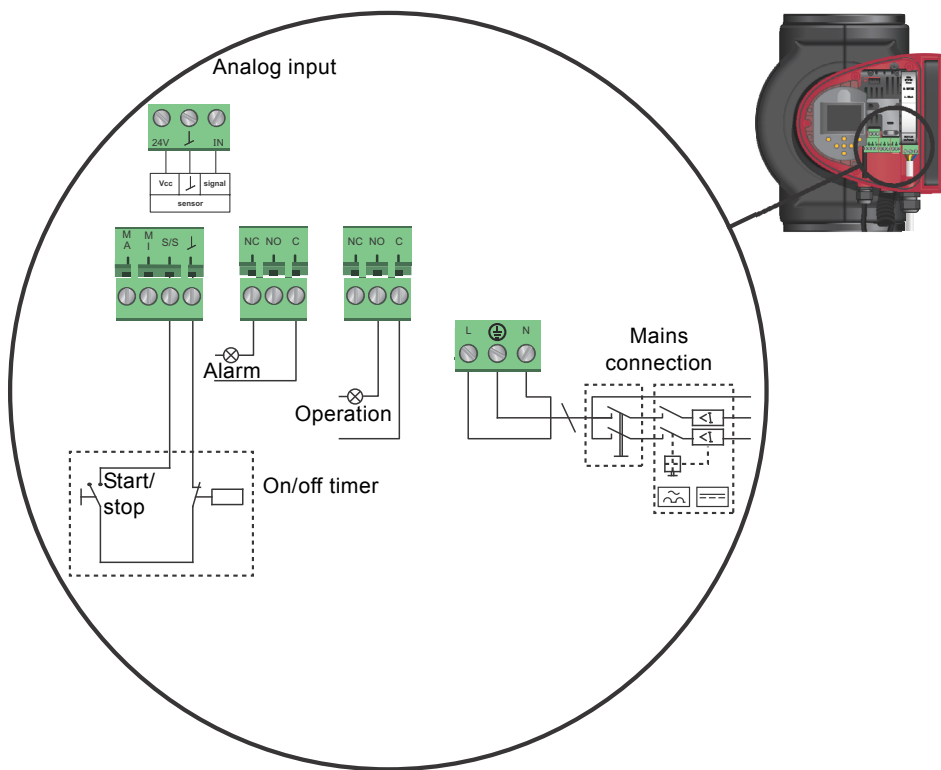 Analog input
24V IN
Vcc signal
sensor
M A M I S/S
NC NO C
NC NO C
Alarm
Operation
L N
Mains
connection
<I
<I
Start/
stop
On/off timer